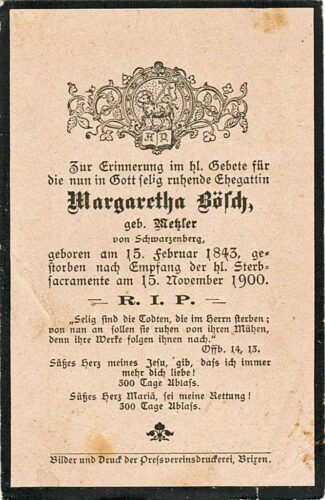 A Ω
Zur Erinnerung im hl. Gebete für
die nun in Gott selig ruhende Ehegattin
Margaretha Bösch,
geb. Metzler
von Schwarzenberg,
geboren am 15. Februar 1843, ge-
storben nach Empfang der hl. Sterb-
sacramente am 15. November 1900.
R. I. P.
„Selig sind die Todten, die im Herrn sterben;
von nun an sollen sie ruhen von ihren Mühen,
denn ihre Werke folgen ihnen nach.“
Offb. 14, 13.
Süßes Herz meines Jesu, gib, dass ich immer
mehr dich liebe!
300 Tage Ablass.
Süßes Herz Mariä, sei meine Rettung!
300 Tage Ablass.
Bilder und Druck der Pressvereinsdruckerei, Brixen.